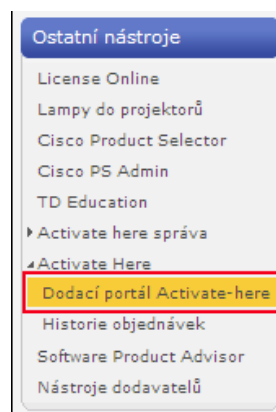 Ostatní nástroje
License Online
Lampy do projektorů
Cisco Product Selector
Cisco PS Admin
TD Education
Activate here správa
Activate Here
Dodací portál Activate-here
Historie objednávek
Software Product Advisor
Nástroje dodavatelů